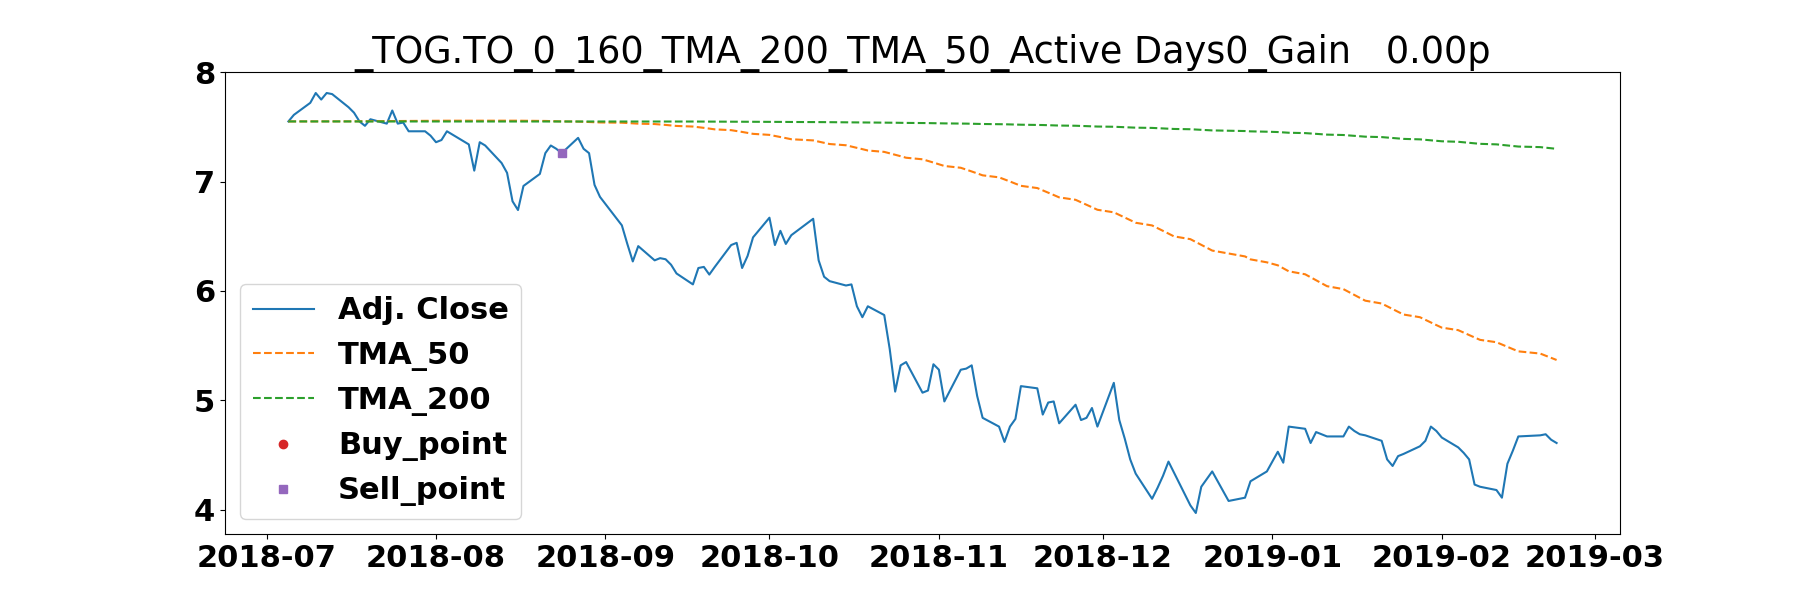 _TOG.TO_0_160_TMA_200_TMA_50_Active Days0_Gain   0.00p
8
7
6
5
4
Adj. Close
TMA_50
TMA_200
Buy_point
Sell_point
2018-07 2018-08 2018-09 2018-10 2018-11 2018-12 2019-01 2019-02 2019-03